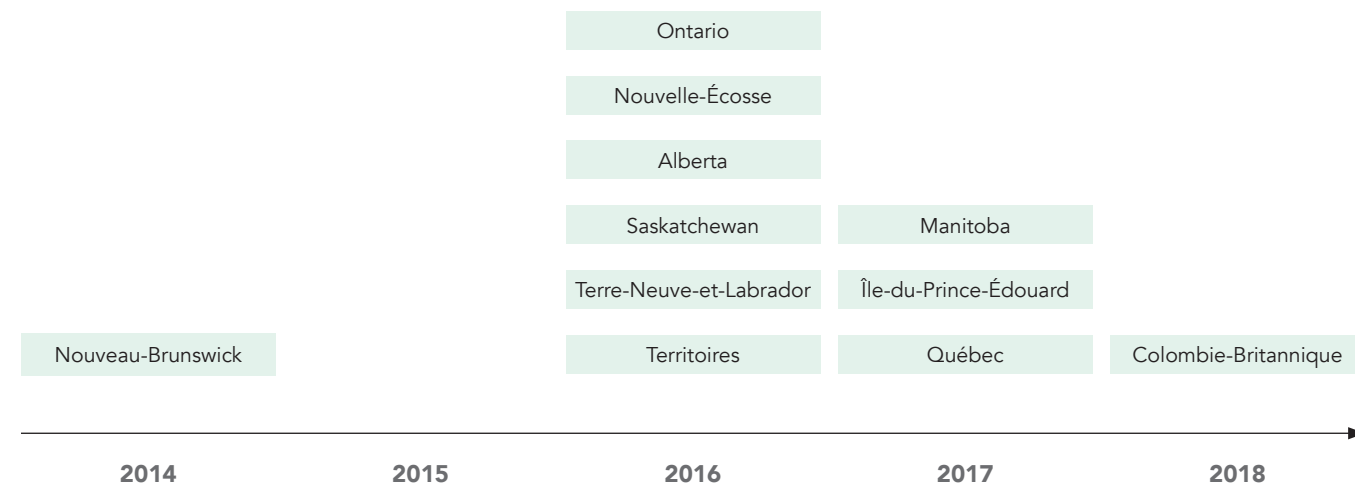 Ontario
Nouvelle-Écosse
Alberta
Saskatchewan
Manitoba
Terre-Neuve-et-Labrador
Île-du-Prince-Édouard
Nouveau-Brunswick
Territoires
Québec
Colombie-Britannique
2014
2015
2016
2017
2018